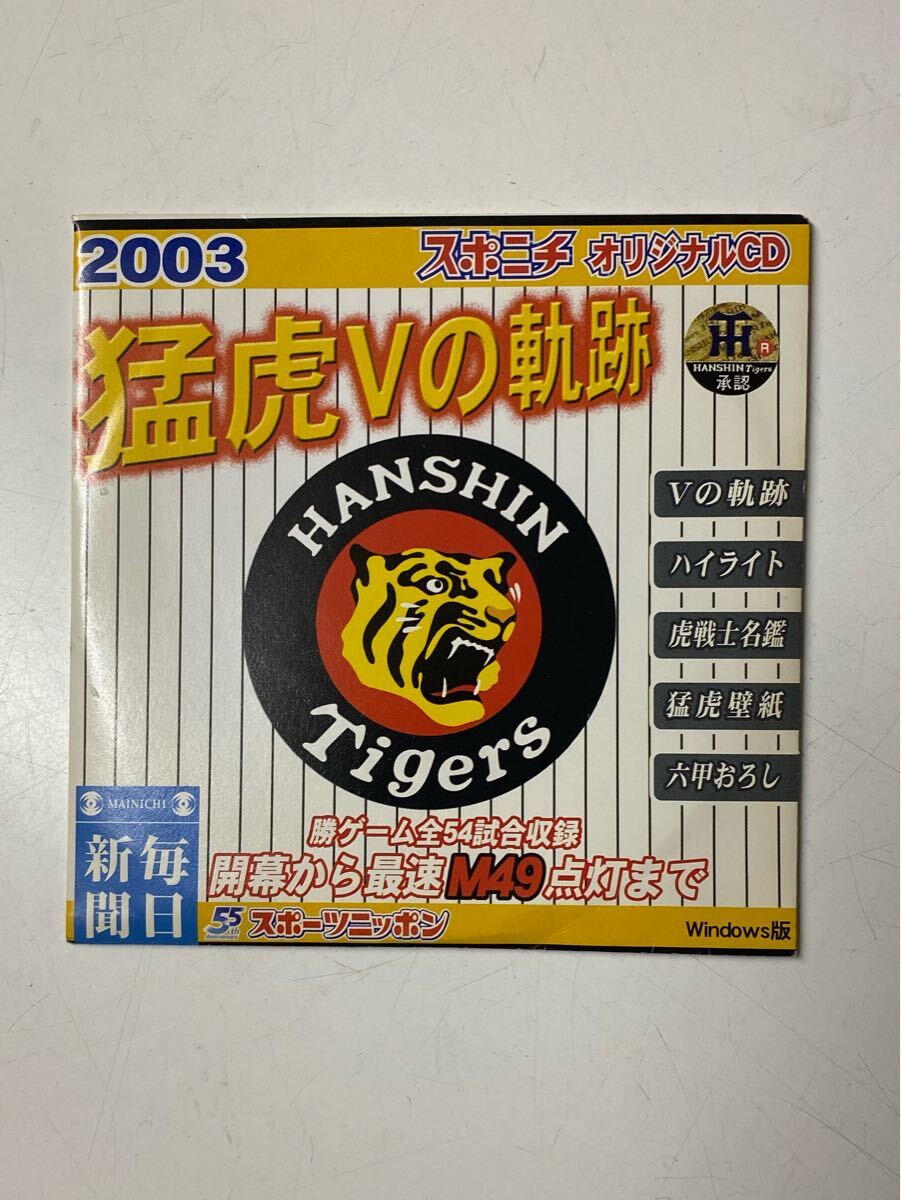 2003
スポニチ オリジナルCD
猛虎Vの軌跡
HANSHIN Tigers
承認
R
HANSHIN
Tigers
Vの軌跡
ハイライト
虎戦士名鑑
猛虎壁紙
六甲おろし
MAINICHI
毎日
新聞
勝ゲーム全54試合収録
開幕から最速M49点灯まで
55th Anniversary
スポーツニッポン
Windows版